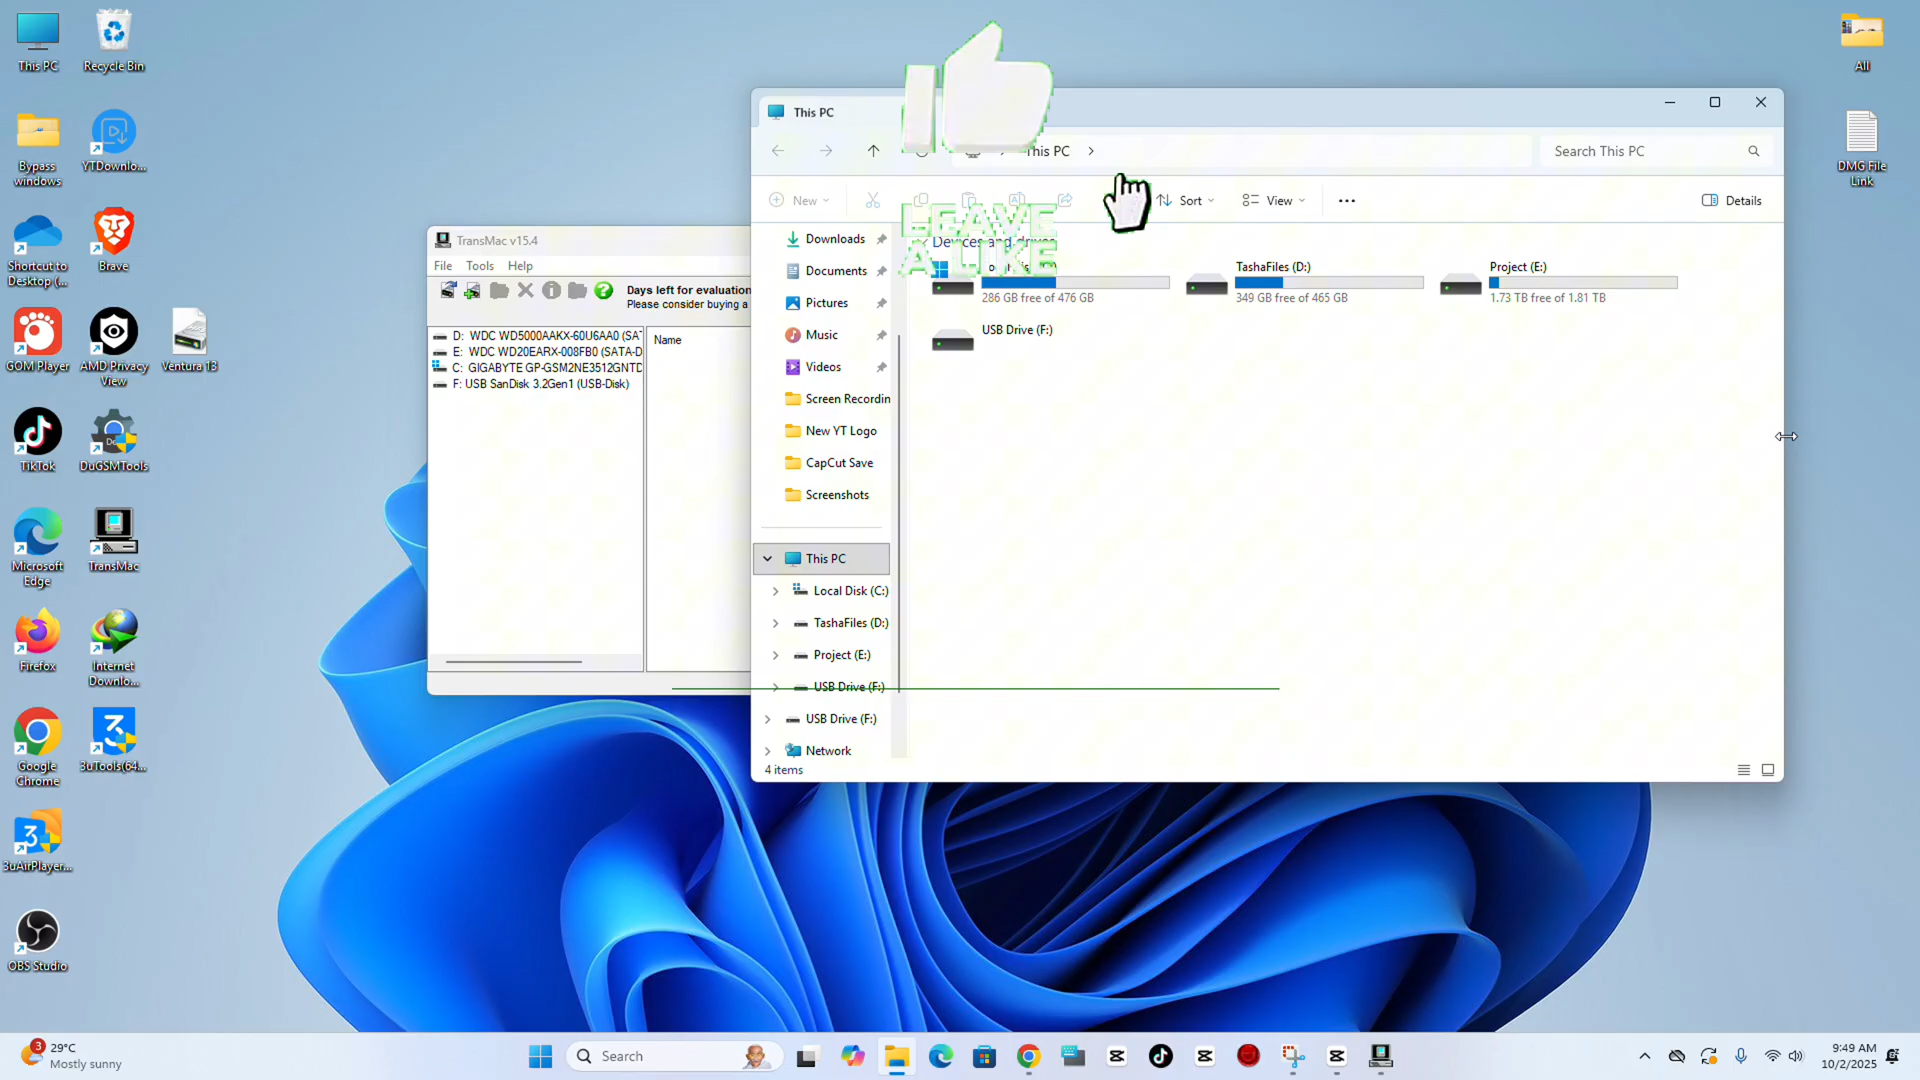 This PC
Recycle Bin
Bypass windows
YTDownlo...
Shortcut to Desktop (...
Brave
GOM Player
AMD Privacy View
Ventura 13
TikTok
DuGSMTools
Microsoft Edge
TransMac
Firefox
Internet Downlo...
Google Chrome
3uTools(64...
3uAirPlayer...
OBS Studio
All
DMG File Link
TransMac v15.4
File Tools Help
Days left for evaluation
Please consider buying a
D: WDC WD5000AAKX-60U6AA0 (SAT
E: WDC WD20EARX-008FB0 (SATA-D
C: GIGABYTE GP-GSM2NE3512GNTD
F: USB SanDisk 3.2Gen1 (USB-Disk)
Name
This PC
This PC
Search This PC
New
Sort
View
Details
LEAVE
A LIKE
Downloads
Documents
Pictures
Music
Videos
Screen Recordin
New YT Logo
CapCut Save
Screenshots
This PC
Local Disk (C:)
TashaFiles (D:)
Project (E:)
USB Drive (F:)
USB Drive (F:)
Network
4 items
Devices and drives
286 GB free of 476 GB
TashaFiles (D:)
349 GB free of 465 GB
Project (E:)
1.73 TB free of 1.81 TB
USB Drive (F:)
3
29°C
Mostly sunny
Search
9:49 AM
10/2/2025